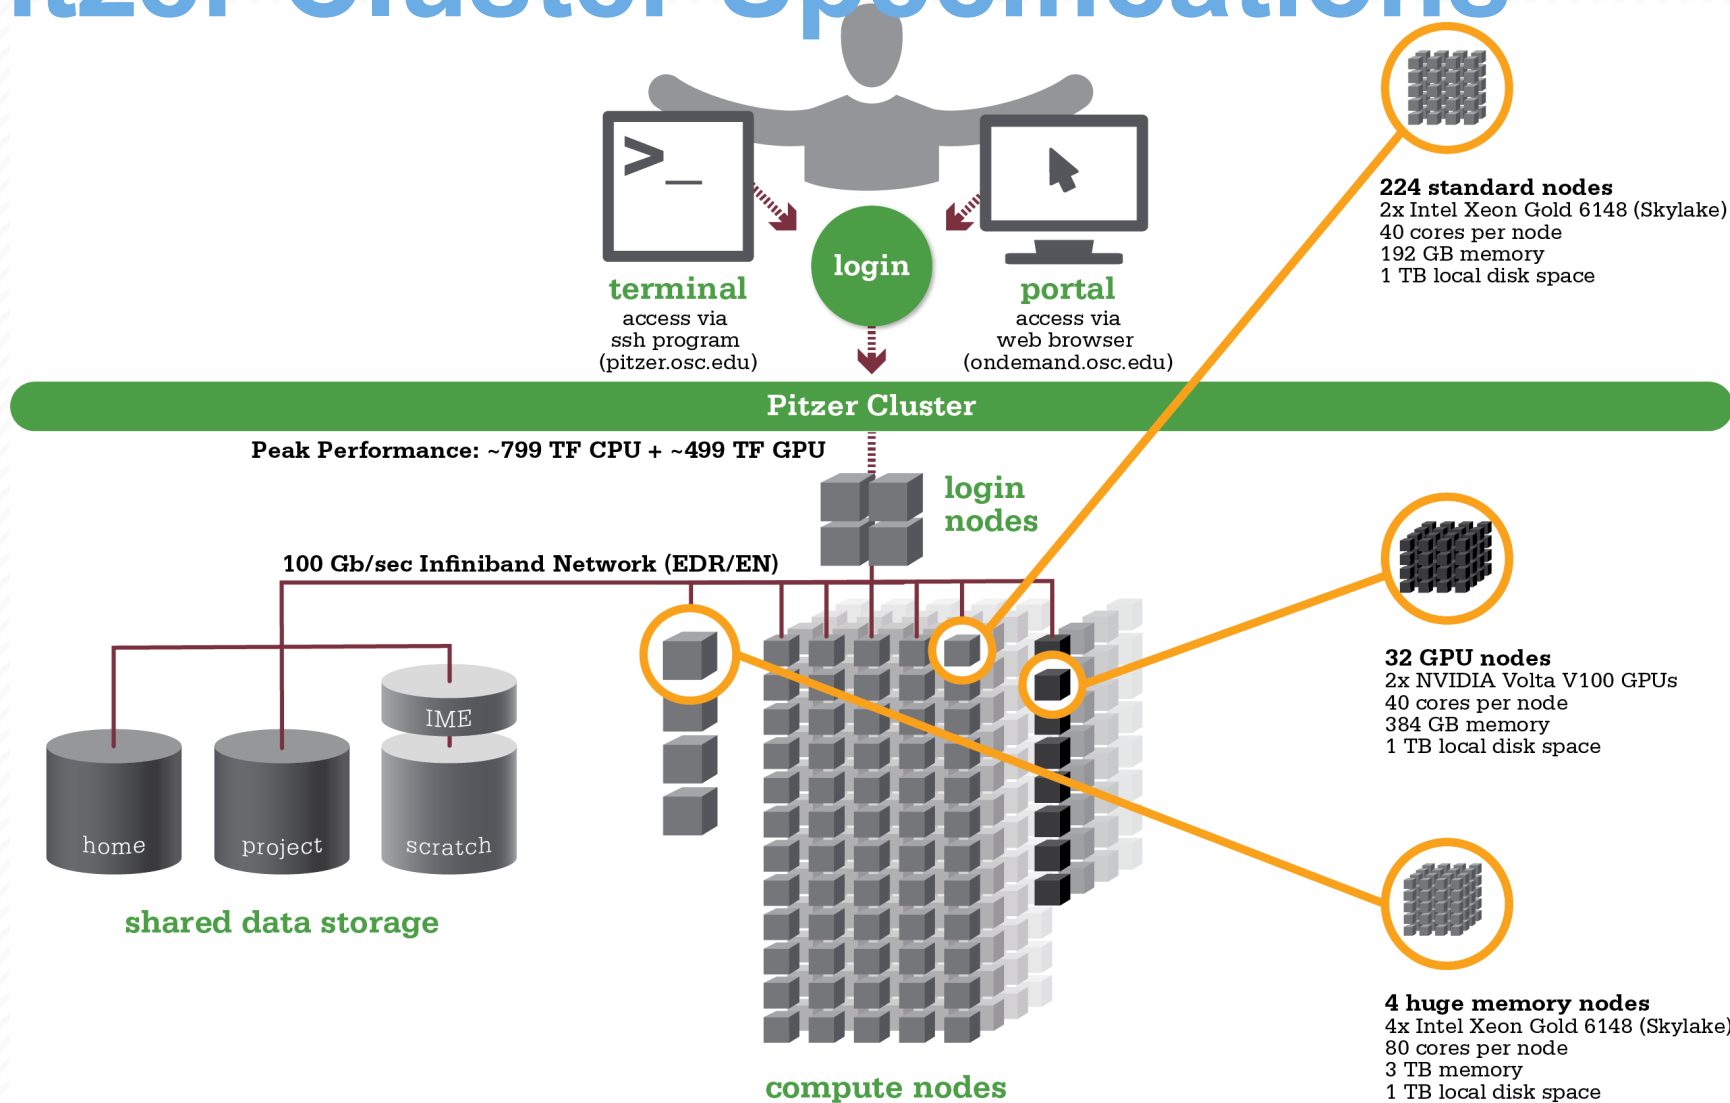 itzer Cluster Specifications
>_
login
terminal
access via
ssh program
(pitzer.osc.edu)
portal
access via
web browser
(ondemand.osc.edu)
224 standard nodes
2x Intel Xeon Gold 6148 (Skylake)
40 cores per node
192 GB memory
1 TB local disk space
Pitzer Cluster
Peak Performance: ~799 TF CPU + ~499 TF GPU
login
nodes
100 Gb/sec Infiniband Network (EDR/EN)
32 GPU nodes
2x NVIDIA Volta V100 GPUs
40 cores per node
384 GB memory
1 TB local disk space
IME
home
project
scratch
shared data storage
4 huge memory nodes
4x Intel Xeon Gold 6148 (Skylake)
80 cores per node
3 TB memory
1 TB local disk space
compute nodes